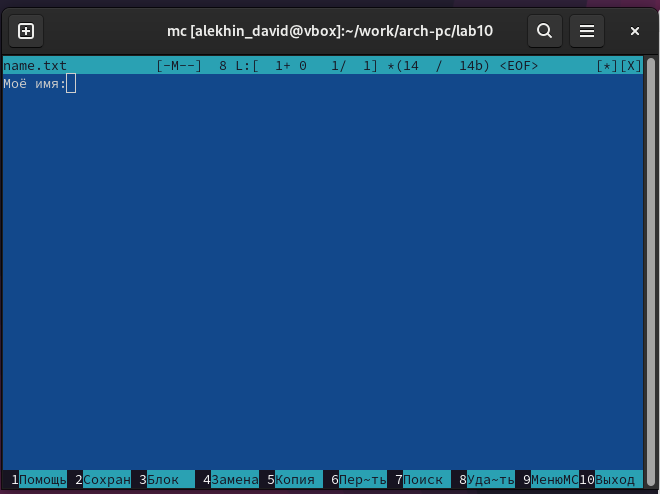 mc [alekhin_david@vbox]:~/work/arch-pc/lab10
name.txt [-M--] 8 L:[ 1+ 0 1/ 1] *(14 / 14b) <EOF> [*][X]
Моё имя:
1Помощь 2Сохран 3Блок 4Замена 5Копия 6Пер~ть 7Поиск 8Уда~ть 9МенюMC 10Выход